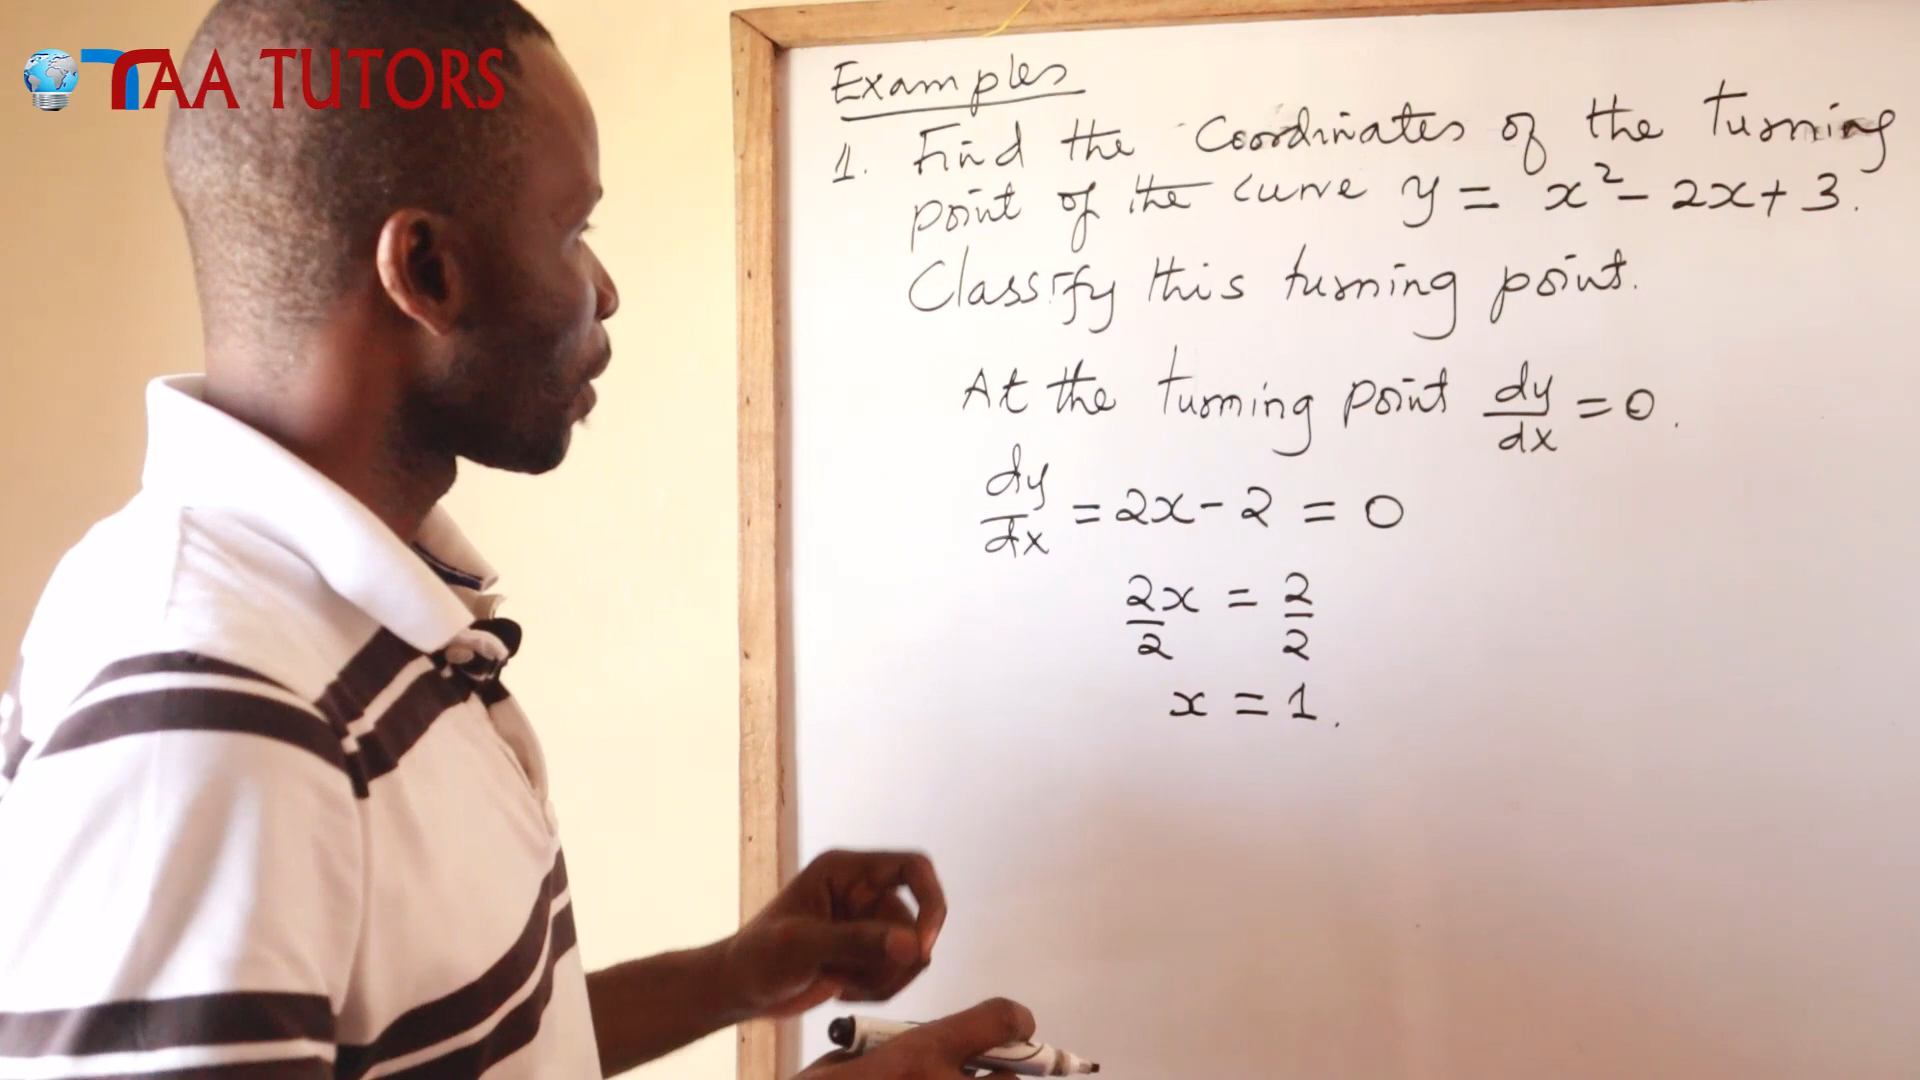 TAA TUTORS
Examples
1. Find the Coordinates of the turning
point of the curve y = x² - 2x + 3.
Classify this turning point.
At the turning point dy/dx = 0.
dy/dx = 2x - 2 = 0
2x/2 = 2/2
x = 1.